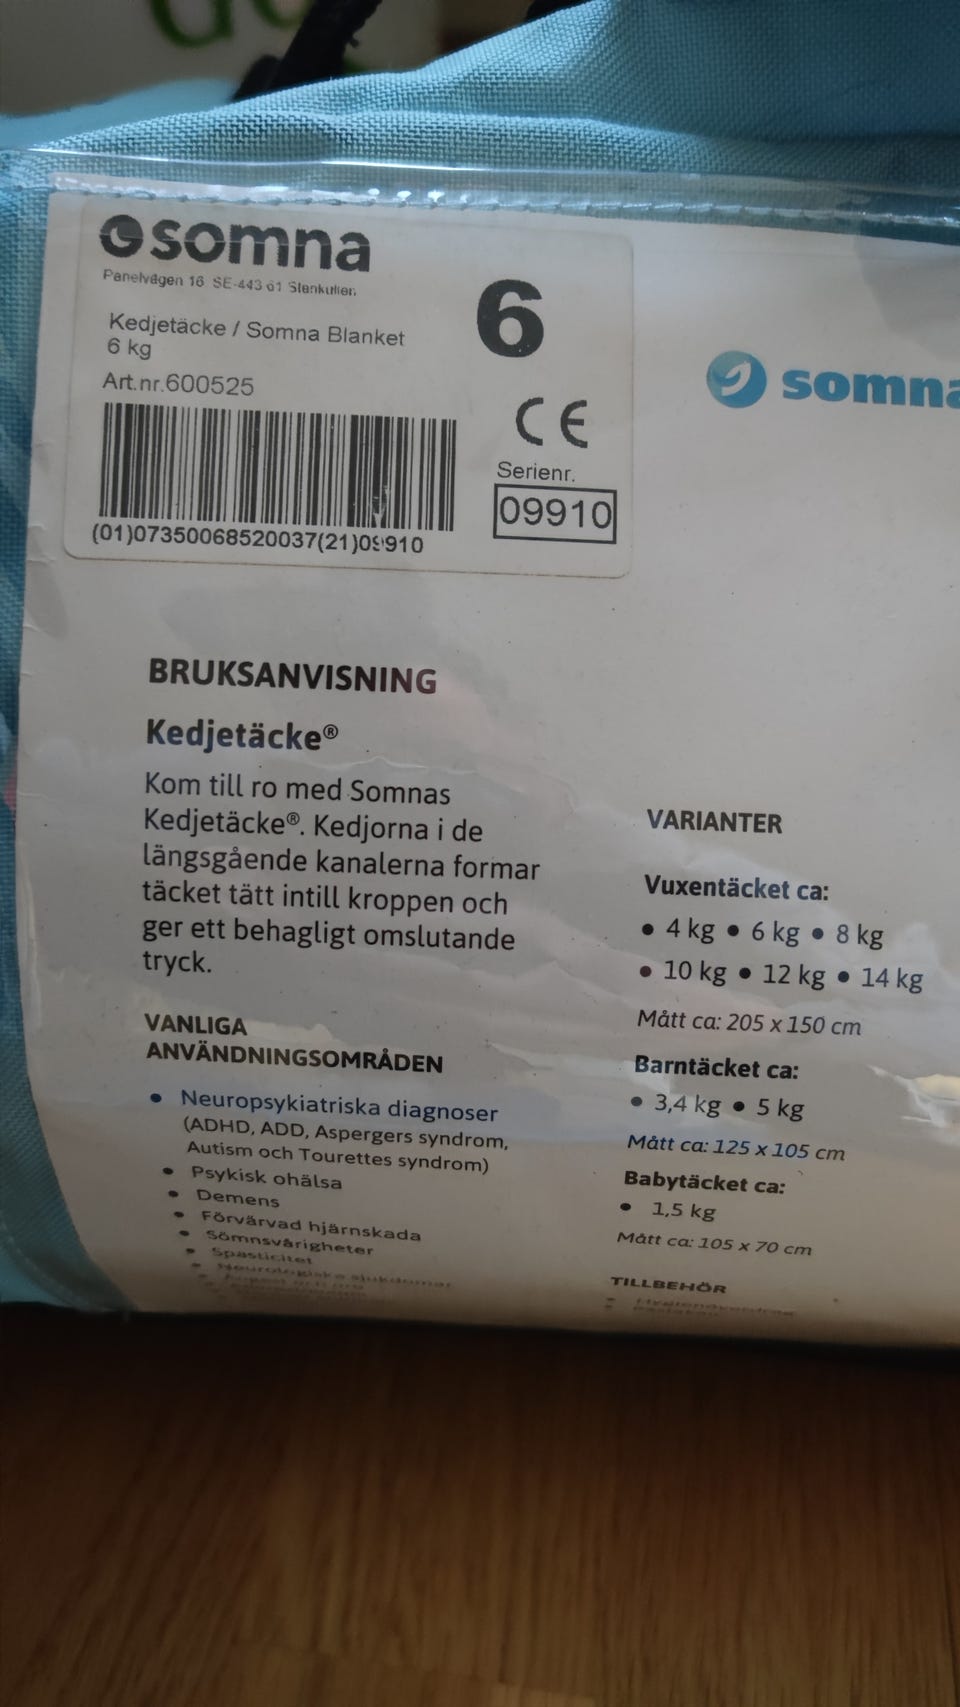 somna
Panelvägen 16 SE-443 61 Stenkullen
Kedjetäcke / Somna Blanket
6 kg
Art.nr.600525
6
CE
Serienr.
09910
(01)07350068520037(21)09910
somna
BRUKSANVISNING
Kedjetäcke®
Kom till ro med Somnas
Kedjetäcke®. Kedjorna i de
längsgående kanalerna formar
täcket tätt intill kroppen och
ger ett behagligt omslutande
tryck.
VANLIGA
ANVÄNDNINGSOMRÅDEN
• Neuropsykiatriska diagnoser
(ADHD, ADD, Aspergers syndrom,
Autism och Tourettes syndrom)
• Psykisk ohälsa
• Demens
• Förvärvad hjärnskada
• Sömnsvårigheter
• Spasticitet
• Neurologiska sjukdomar
VARIANTER
Vuxentäcket ca:
• 4 kg • 6 kg • 8 kg
• 10 kg • 12 kg • 14 kg
Mått ca: 205 x 150 cm
Barntäcket ca:
• 3,4 kg • 5 kg
Mått ca: 125 x 105 cm
Babytäcket ca:
• 1,5 kg
Mått ca: 105 x 70 cm
TILLBEHÖR